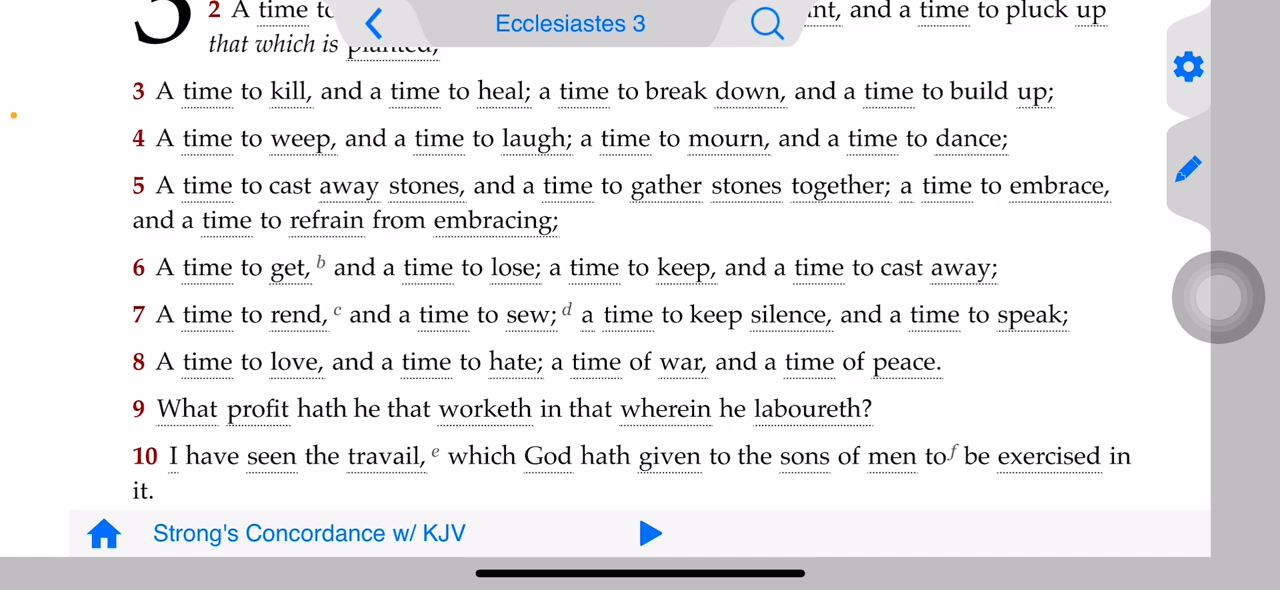 3
2 A time to
Ecclesiastes 3
and a time to pluck up
that which is planted;
3 A time to kill, and a time to heal; a time to break down, and a time to build up;
4 A time to weep, and a time to laugh; a time to mourn, and a time to dance;
5 A time to cast away stones, and a time to gather stones together; a time to embrace,
and a time to refrain from embracing;
6 A time to get, b and a time to lose; a time to keep, and a time to cast away;
7 A time to rend, c and a time to sew; d a time to keep silence, and a time to speak;
8 A time to love, and a time to hate; a time of war, and a time of peace.
9 What profit hath he that worketh in that wherein he laboureth?
10 I have seen the travail, e which God hath given to the sons of men to f be exercised in
it.
Strong's Concordance w/ KJV